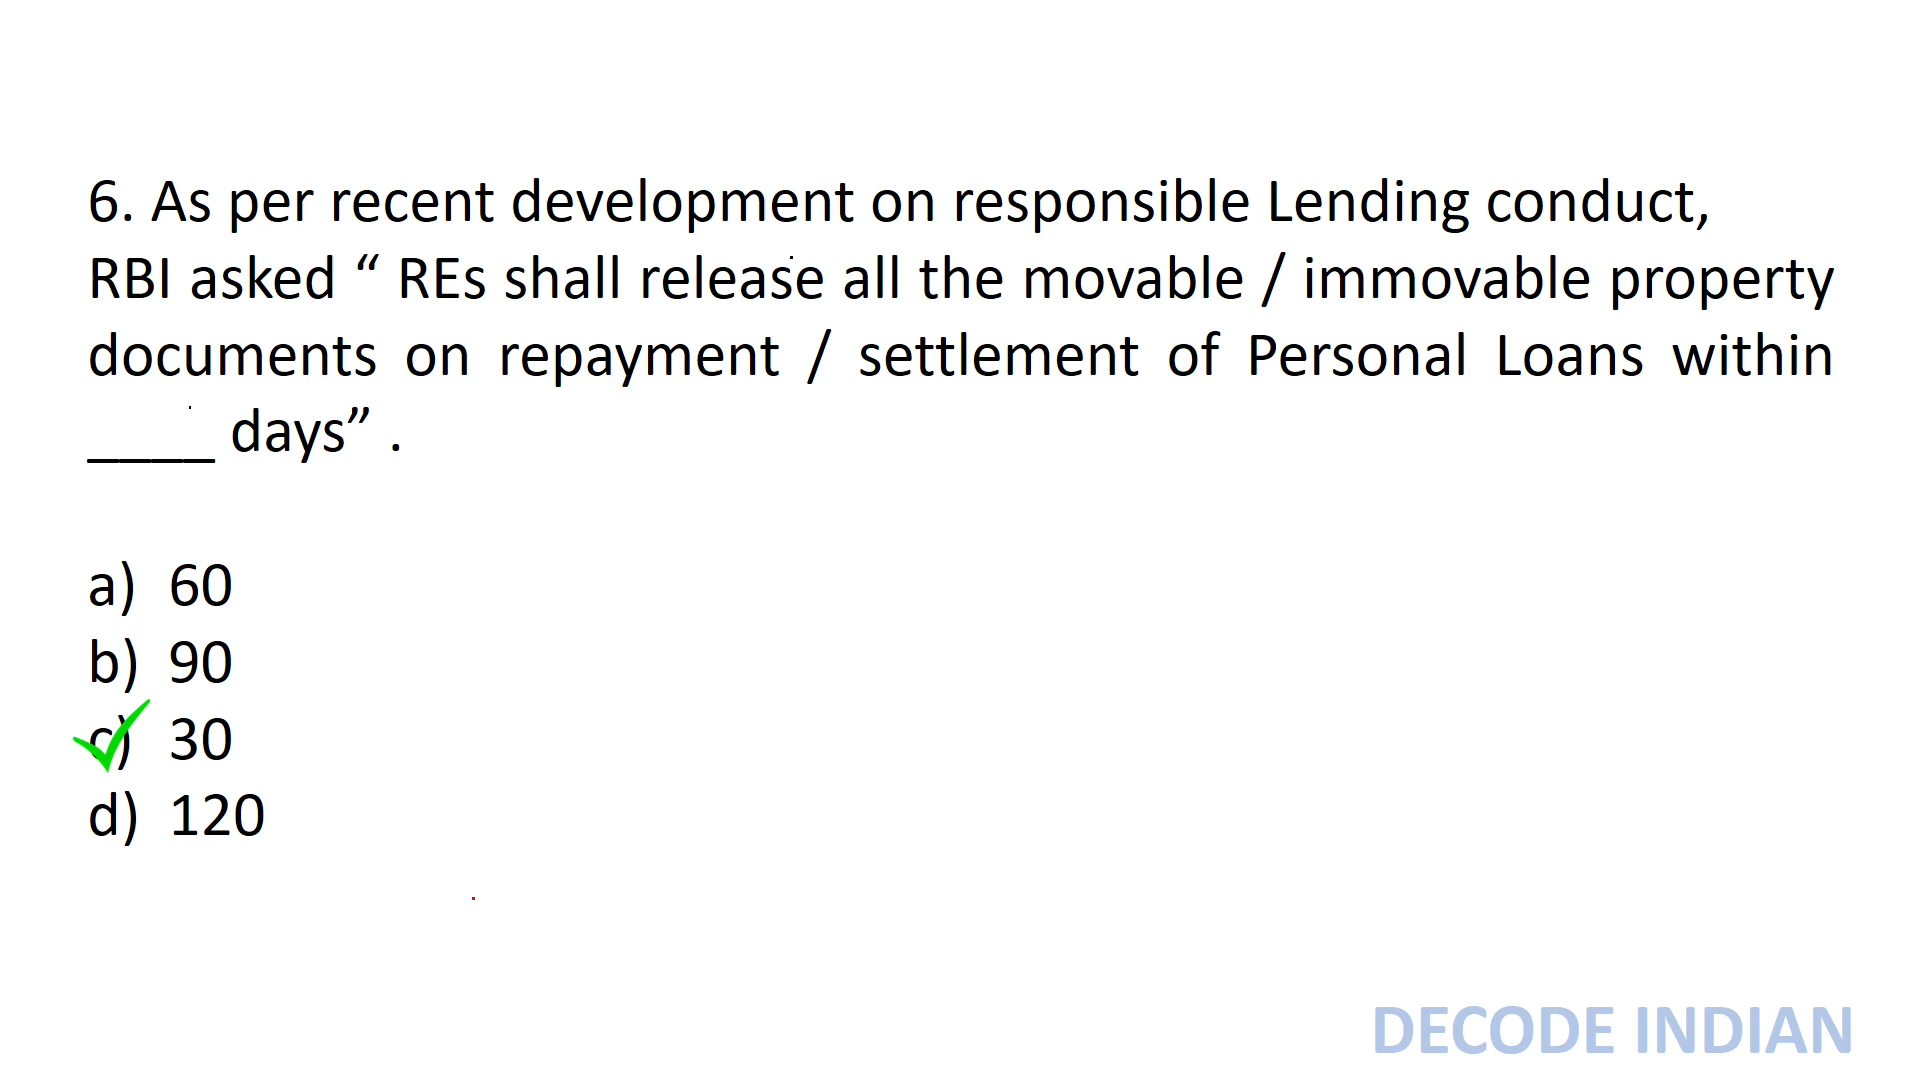 6. As per recent development on responsible Lending conduct,
RBI asked “ REs shall release all the movable / immovable property
documents on repayment / settlement of Personal Loans within
____ days” .
a) 60
b) 90
c) 30
d) 120
DECODE INDIAN